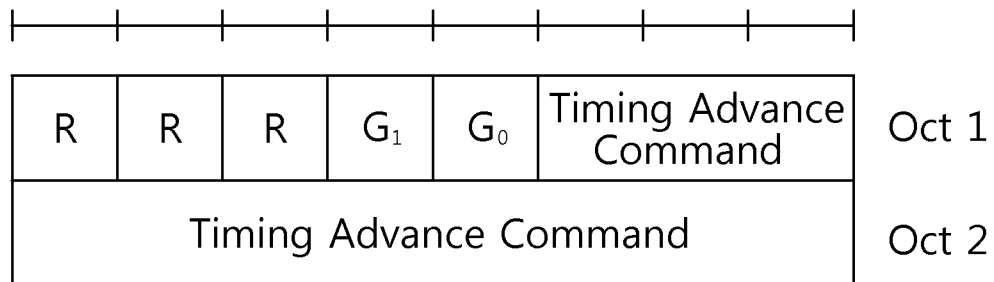 R R R G₁ G₀ Timing Advance Command Oct 1
Timing Advance Command Oct 2